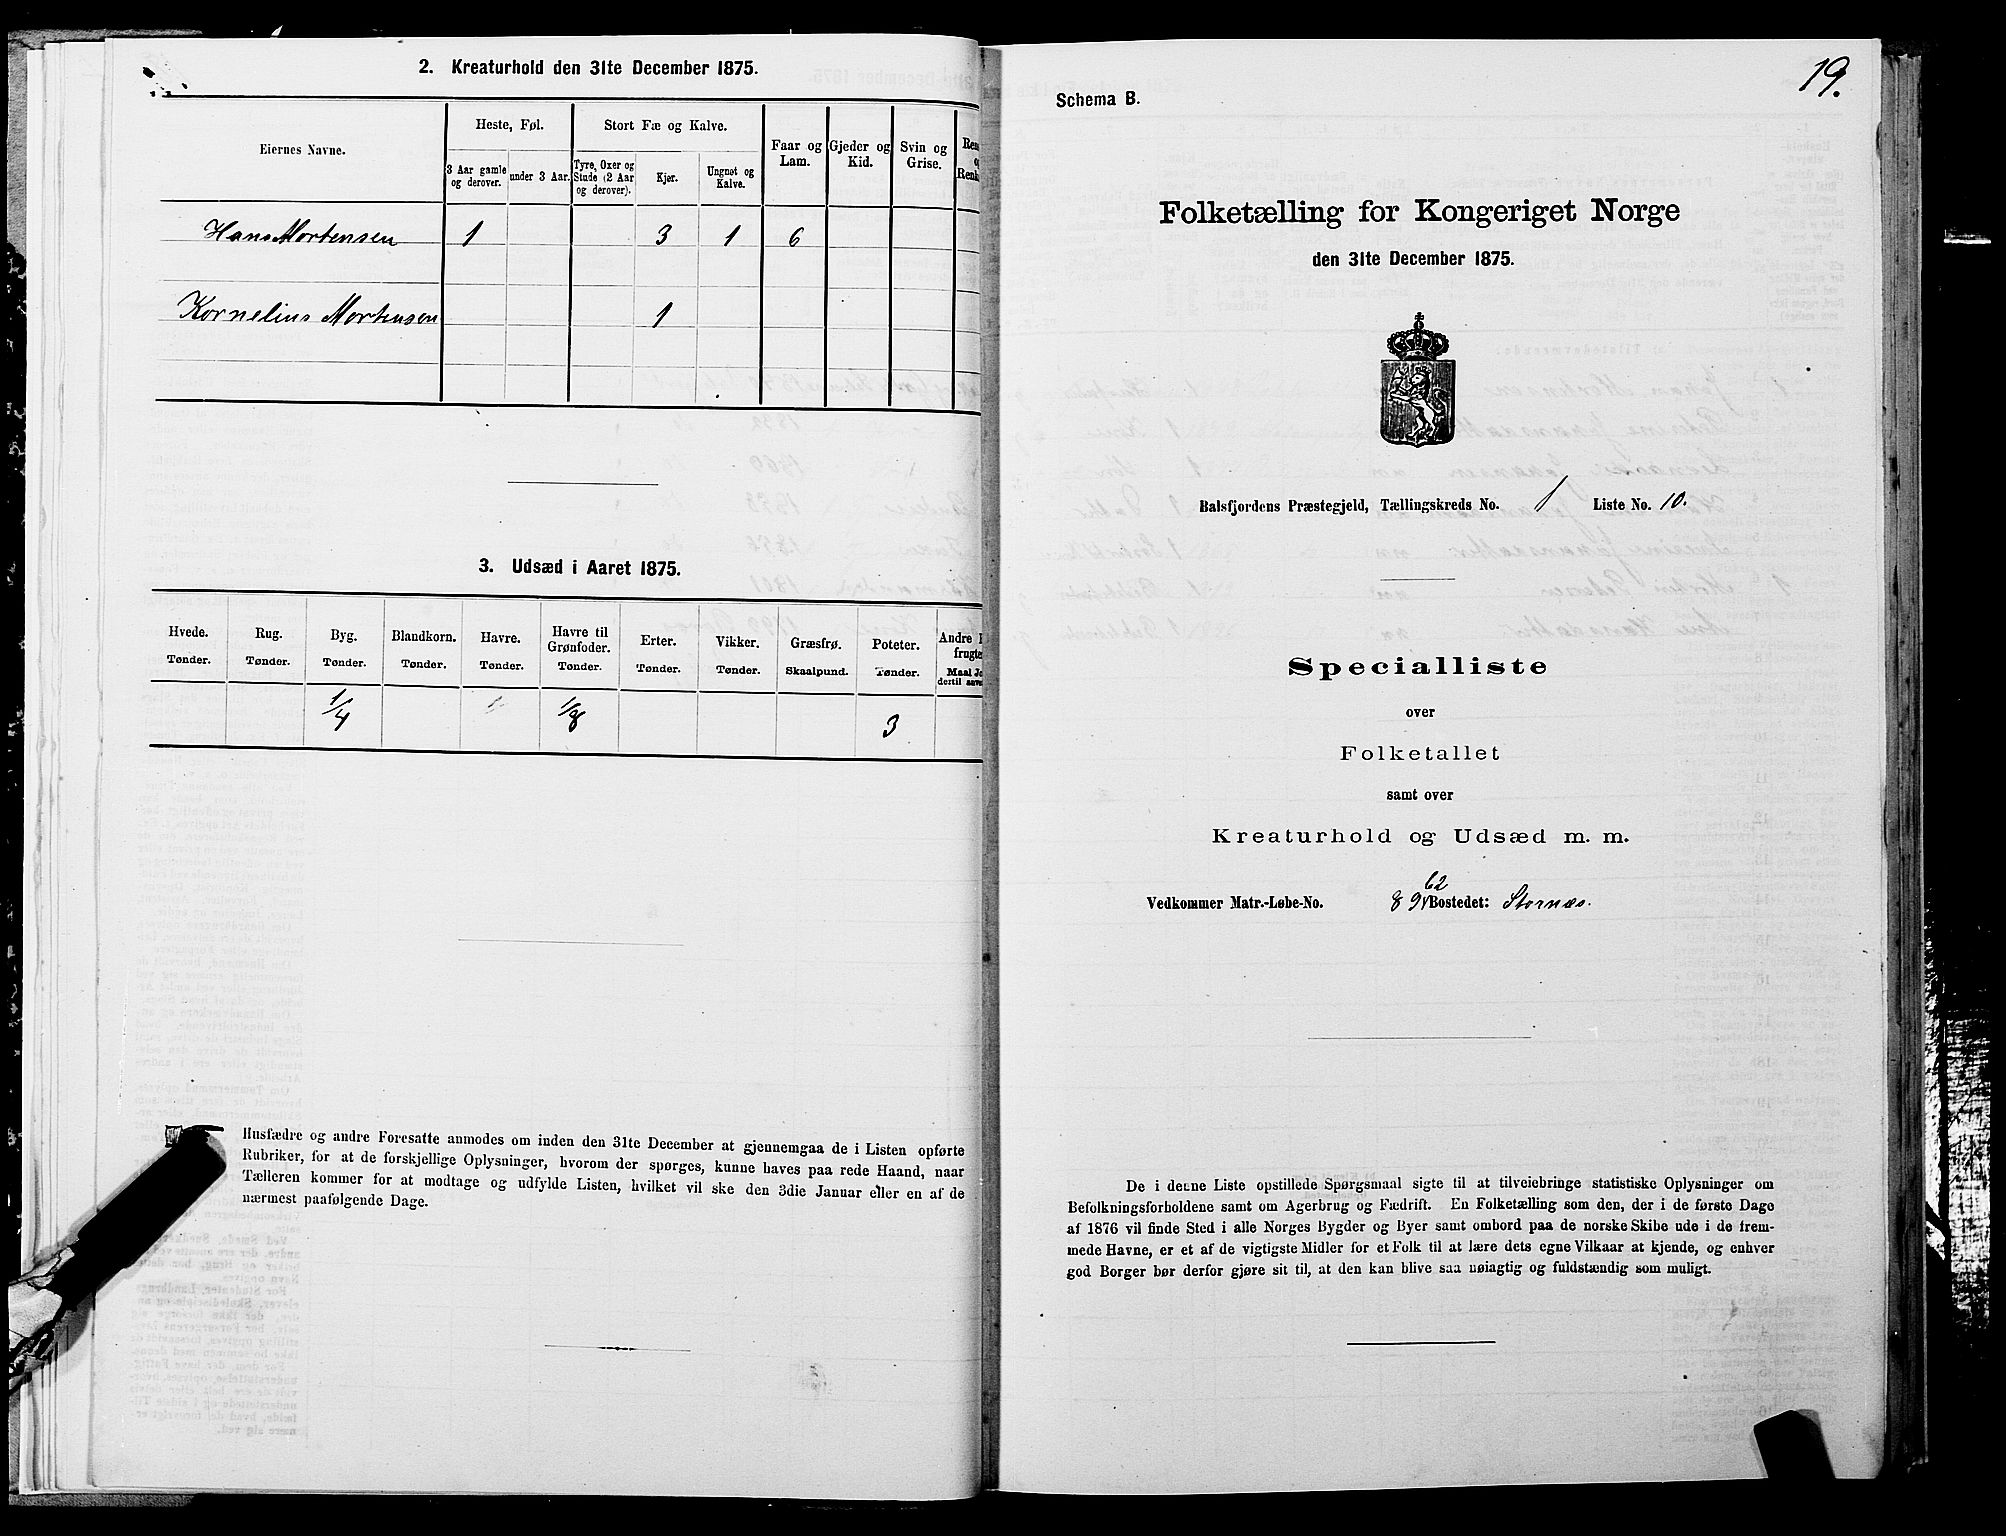 2. Kreaturhold den 31te December 1875.
Eiernes Navne.
Heste, Føl.
Stort Fæ og Kalve.
Faar og Lam.
Gjeder og Kid.
Svin og Grise.
3 Aar gamle og derover.
under 3 Aar.
Tyre, Oxer og Stude (2 Aar og derover).
Kjør.
Ungnøt og Kalve.
Hans Mortensen 1 3 1 6
Kornelius Mortensen 1
3. Udsæd i Aaret 1875.
Hvede. Rug. Byg. Blandkorn. Havre. Havre til Grønfoder. Erter. Vikker. Græsfrø. Poteter. Andre
Tønder. Tønder. Tønder. Tønder. Tønder. Tønder. Tønder. Tønder. Skaalpund. Tønder. Maal
1/4 1/8 3
Husfædre og andre Foresatte anmodes om inden den 31te December at gjennemgaa de i Listen opførte
Rubriker, for at de forskjellige Oplysninger, hvorom der spørges, kunne haves paa rede Haand, naar
Tælleren kommer for at modtage og udfylde Listen, hvilket vil ske den 3die Januar eller en af de
nærmest paafølgende Dage.
19.
Schema B.
Folketælling for Kongeriget Norge
den 31te December 1875.
Balsfjordens Præstegjeld, Tællingskreds No. 1 Liste No. 10.
Specialliste
over
Folketallet
samt over
Kreaturhold og Udsæd m. m.
62
Vedkommer Matr.-Løbe-No. 89 Bostedet: Stornæs.
De i denne Liste opstillede Spørgsmaal sigte til at tilveiebringe statistiske Oplysninger om
Befolkningsforholdene samt om Agerbrug og Fædrift. En Folketælling som den, der i de første Dage
af 1876 vil finde Sted i alle Norges Bygder og Byer samt ombord paa de norske Skibe ude i de frem-
mede Havne, er et af de vigtigste Midler for et Folk til at lære dets egne Vilkaar at kjende, og enhver
god Borger bør derfor gjøre sit til, at den kan blive saa nøiagtig og fuldstændig som muligt.